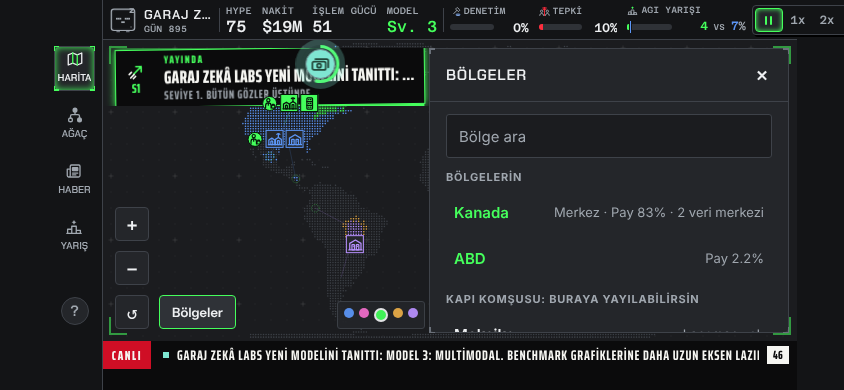 GARAJ Z...
GÜN 895
HYPE
75
NAKİT
$19M
İŞLEM GÜCÜ
51
MODEL
Sv. 3
DENETİM
0%
TEPKİ
10%
AGI YARIŞI
4 vs 7%
1x
2x
HARİTA
AĞAÇ
HABER
YARIŞ
?
S1
YAYINDA
GARAJ ZEKÂ LABS YENİ MODELİNİ TANITTI: ...
SEVİYE 1. BÜTÜN GÖZLER ÜSTÜNDE.
+
−
Bölgeler
BÖLGELER
Bölge ara
BÖLGELERİN
Kanada
Merkez · Pay 83% · 2 veri merkezi
ABD
Pay 2.2%
KAPI KOMŞUSU: BURAYA YAYILABİLİRSİN
CANLI
GARAJ ZEKÂ LABS YENİ MODELİNİ TANITTI: MODEL 3: MULTİMODAL. BENCHMARK GRAFİKLERİNE DAHA UZUN EKSEN
46